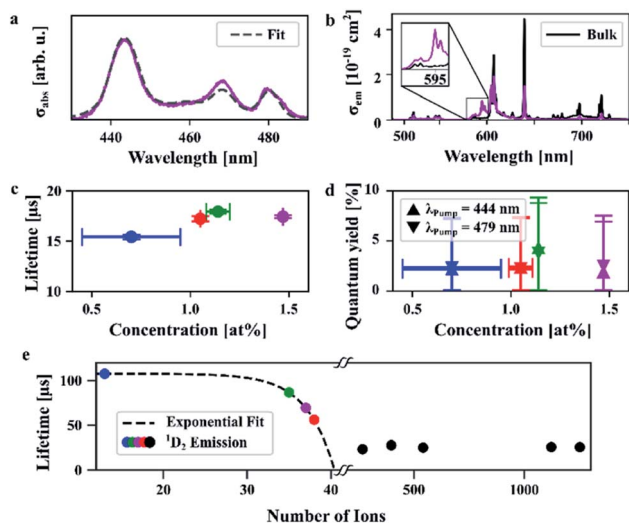 a
b
Fit
Bulk
σabs [arb. u.]
σem [10⁻¹⁹ cm²]
4
2
0
595
440
460
480
500
600
700
Wavelength [nm]
Wavelength [nm]
c
d
Lifetime [μs]
20
15
10
Quantum yield [%]
10
5
0
λPump = 444 nm
λPump = 479 nm
0.5
1.0
1.5
0.5
1.0
1.5
Concentration [at%]
Concentration [at%]
e
Lifetime [μs]
100
50
0
Exponential Fit
¹D₂ Emission
20
30
40
500
1000
Number of Ions